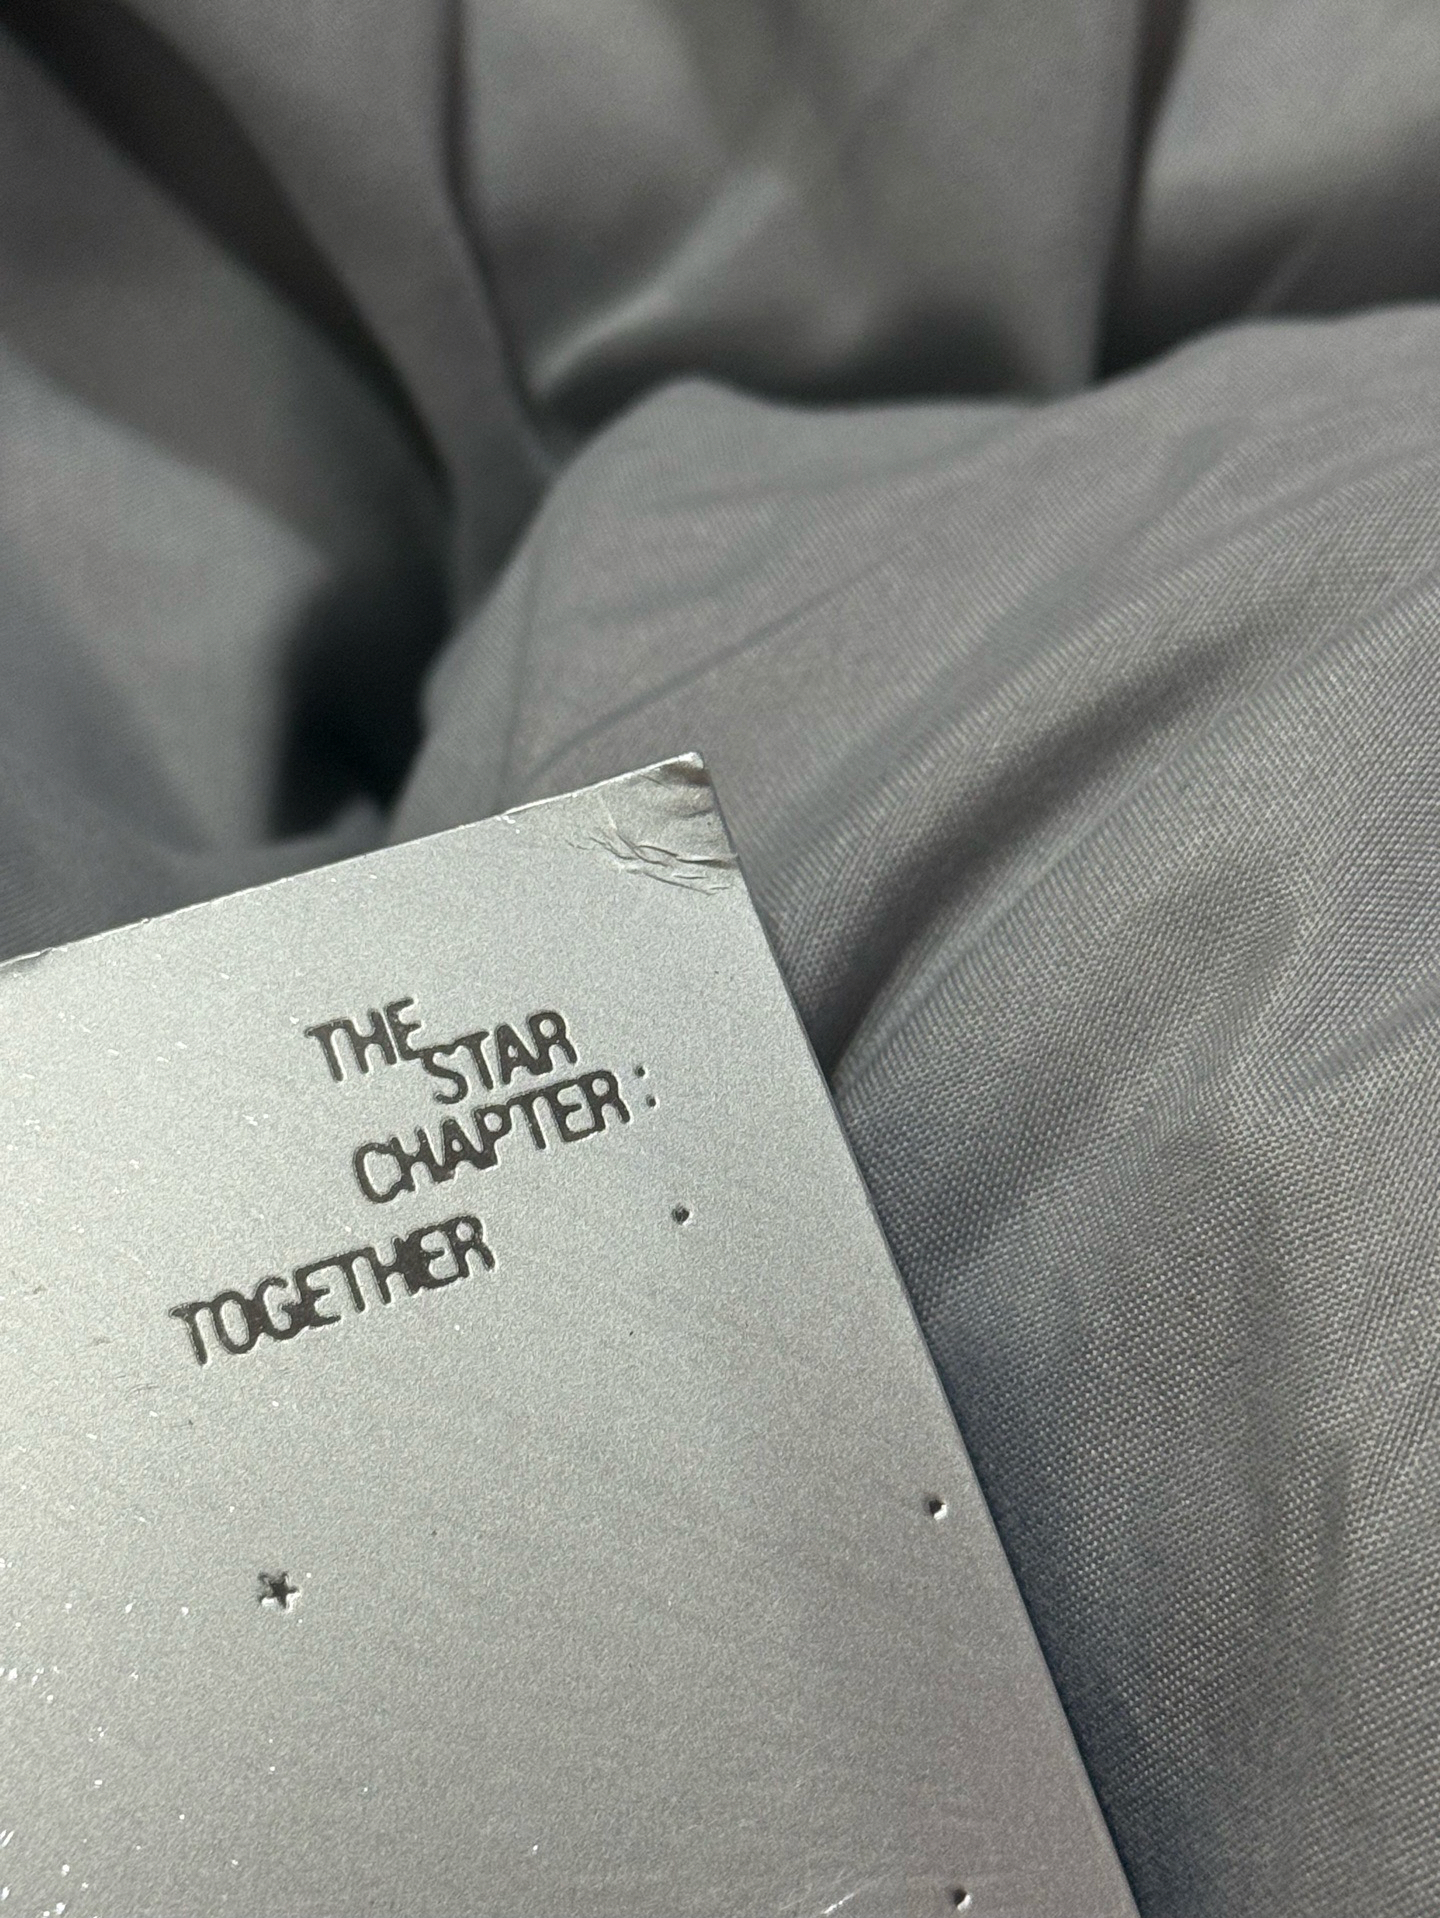 THE
STAR
CHAPTER :
TOGETHER